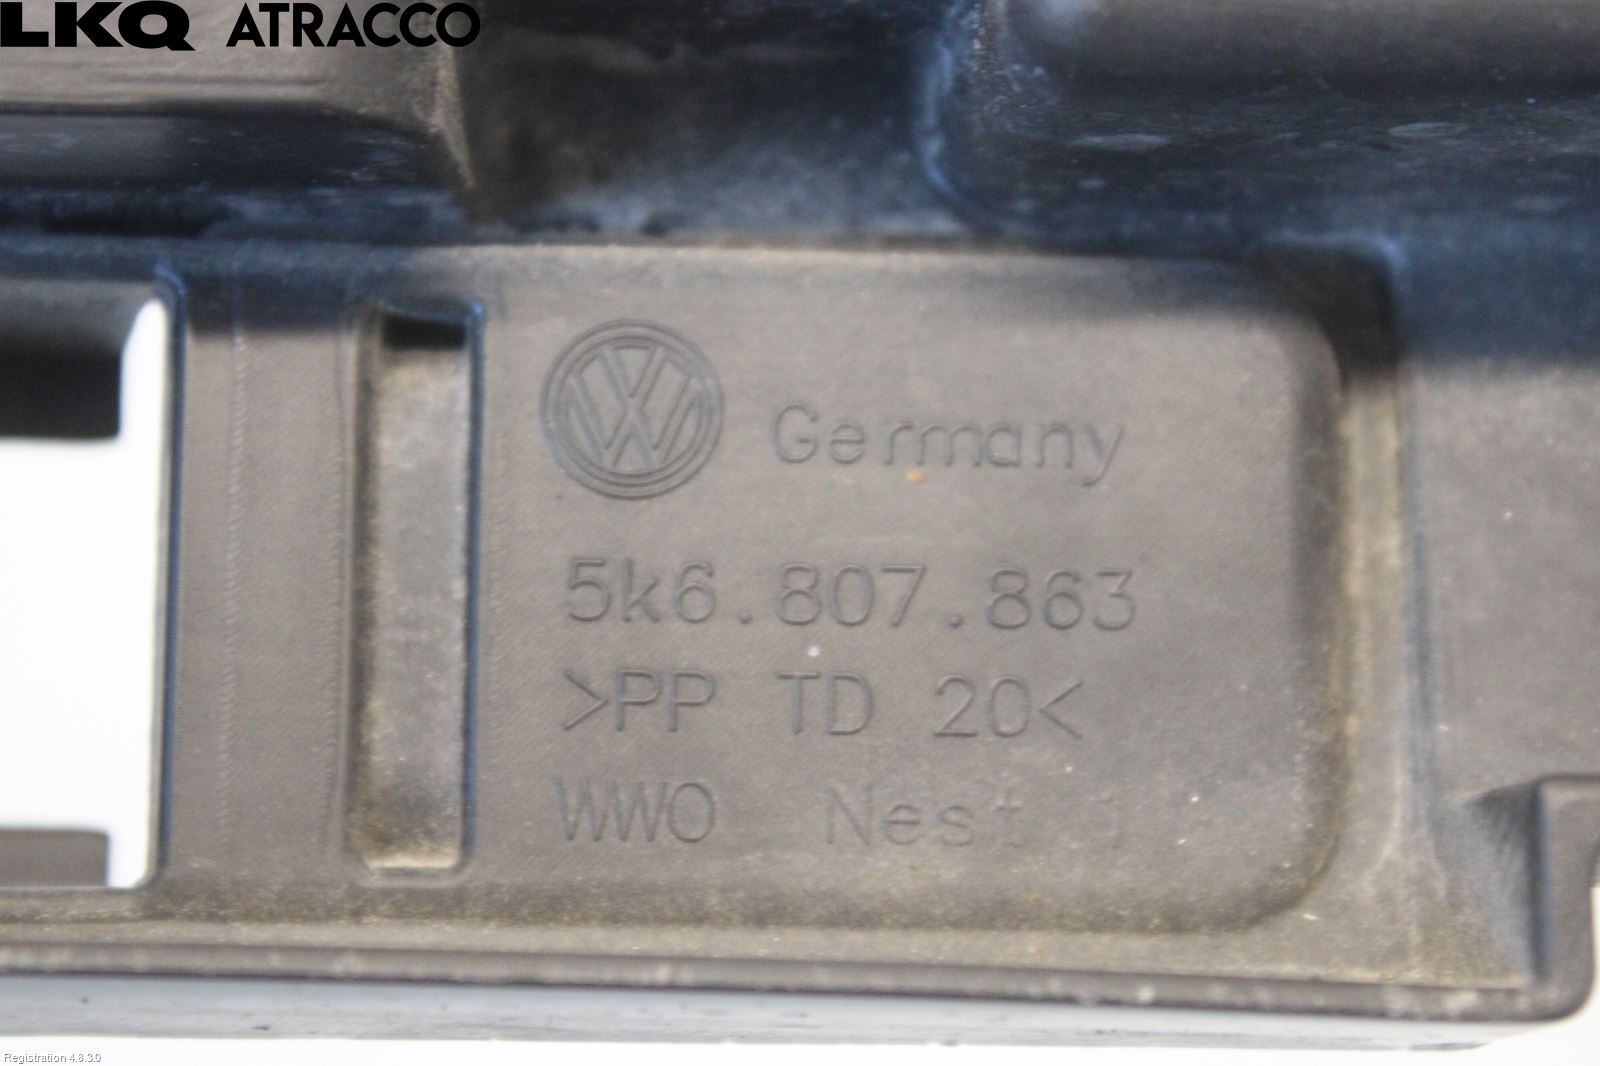 LKQ ATRACCO
Germany
5k6.807.863
>PP TD 20<
WWO Nest 1
Registration 4.8.3.0